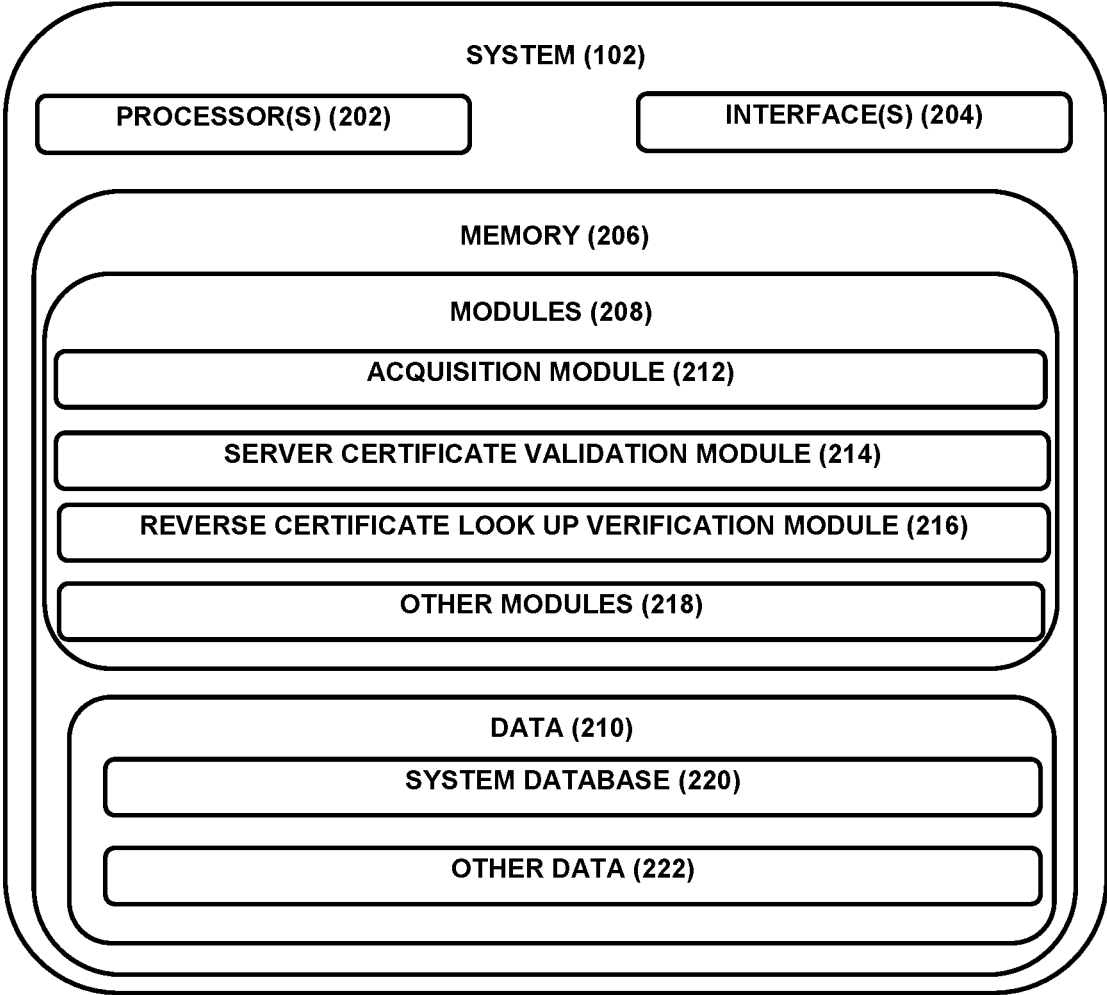 SYSTEM (102)
PROCESSOR(S) (202)
INTERFACE(S) (204)
MEMORY (206)
MODULES (208)
ACQUISITION MODULE (212)
SERVER CERTIFICATE VALIDATION MODULE (214)
REVERSE CERTIFICATE LOOK UP VERIFICATION MODULE (216)
OTHER MODULES (218)
DATA (210)
SYSTEM DATABASE (220)
OTHER DATA (222)